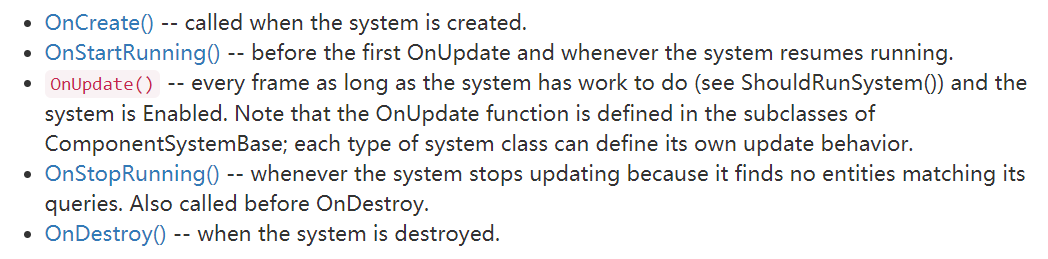 • OnCreate() -- called when the system is created.
• OnStartRunning() -- before the first OnUpdate and whenever the system resumes running.
• OnUpdate() -- every frame as long as the system has work to do (see ShouldRunSystem()) and the
system is Enabled. Note that the OnUpdate function is defined in the subclasses of
ComponentSystemBase; each type of system class can define its own update behavior.
• OnStopRunning() -- whenever the system stops updating because it finds no entities matching its
queries. Also called before OnDestroy.
• OnDestroy() -- when the system is destroyed.